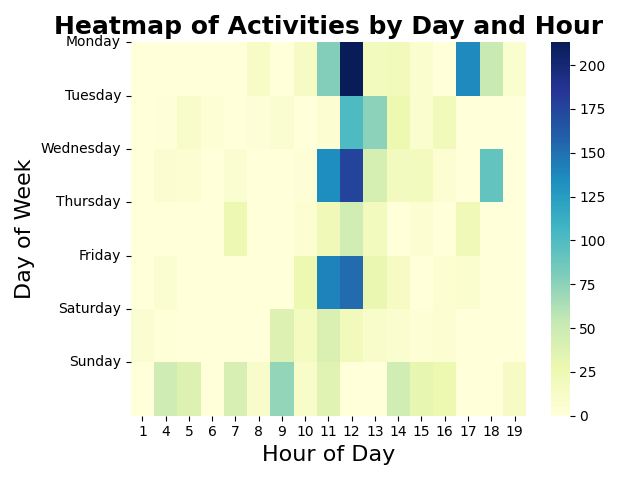 Heatmap of Activities by Day and Hour
Monday
Tuesday
Wednesday
Thursday
Friday
Saturday
Sunday
Day of Week
1 4 5 6 7 8 9 10 11 12 13 14 15 16 17 18 19
Hour of Day
200
175
150
125
100
75
50
25
0